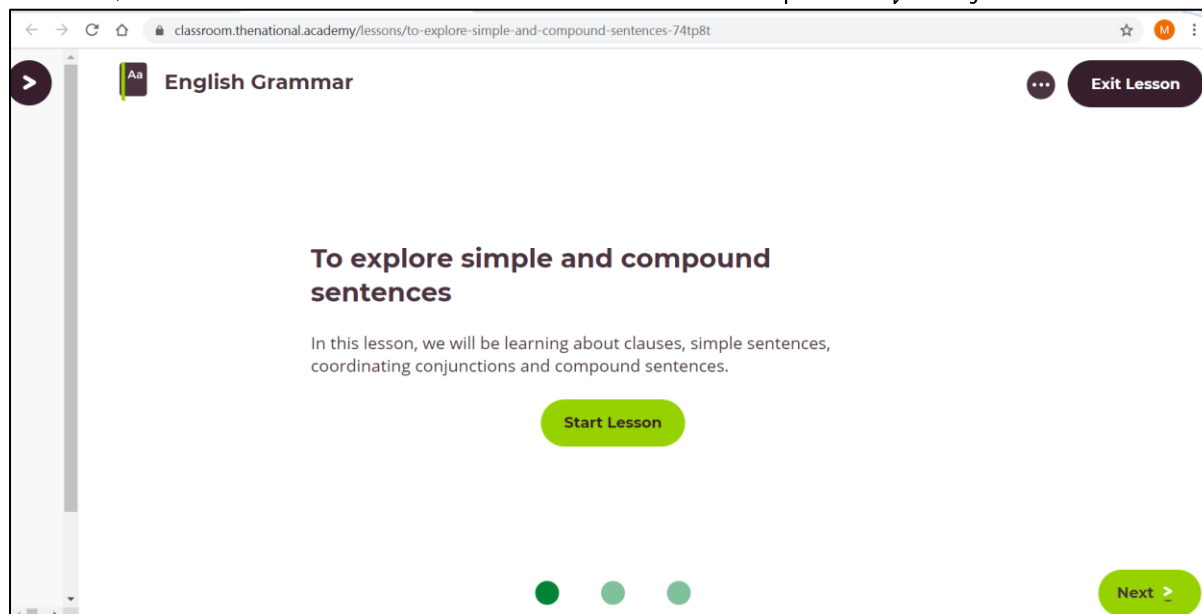 classroom.thenational.academy/lessons/to-explore-simple-and-compound-sentences-74tp8t
M
Aa
English Grammar
Exit Lesson
To explore simple and compound
sentences
In this lesson, we will be learning about clauses, simple sentences,
coordinating conjunctions and compound sentences.
Start Lesson
Next